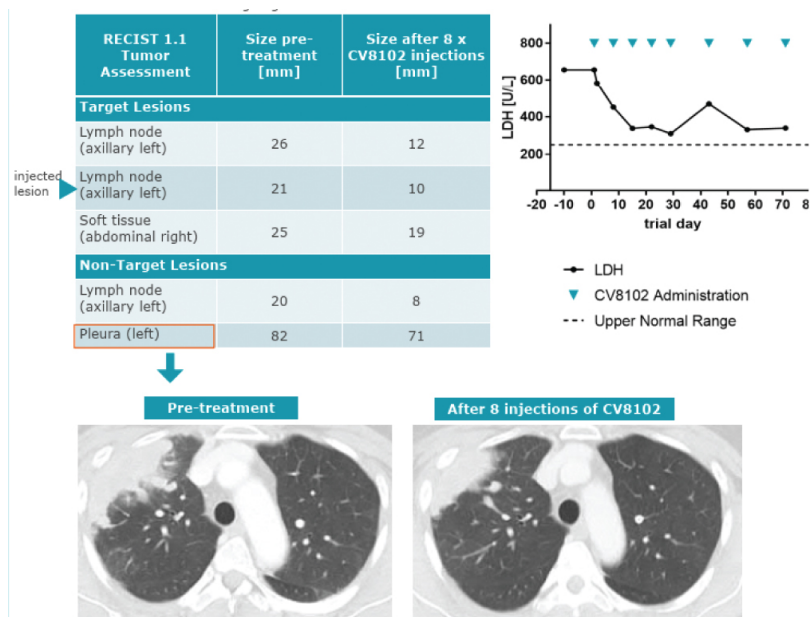 RECIST 1.1
Tumor
Assessment
Size pre-
treatment
[mm]
Size after 8 x
CV8102 injections
[mm]
Target Lesions
Lymph node
(axillary left)
26
12
injected
lesion
Lymph node
(axillary left)
21
10
Soft tissue
(abdominal right)
25
19
Non-Target Lesions
Lymph node
(axillary left)
20
8
Pleura (left)
82
71
LDH [U/L]
800
600
400
200
-20 -10 0 10 20 30 40 50 60 70 8
trial day
LDH
CV8102 Administration
Upper Normal Range
Pre-treatment
After 8 injections of CV8102